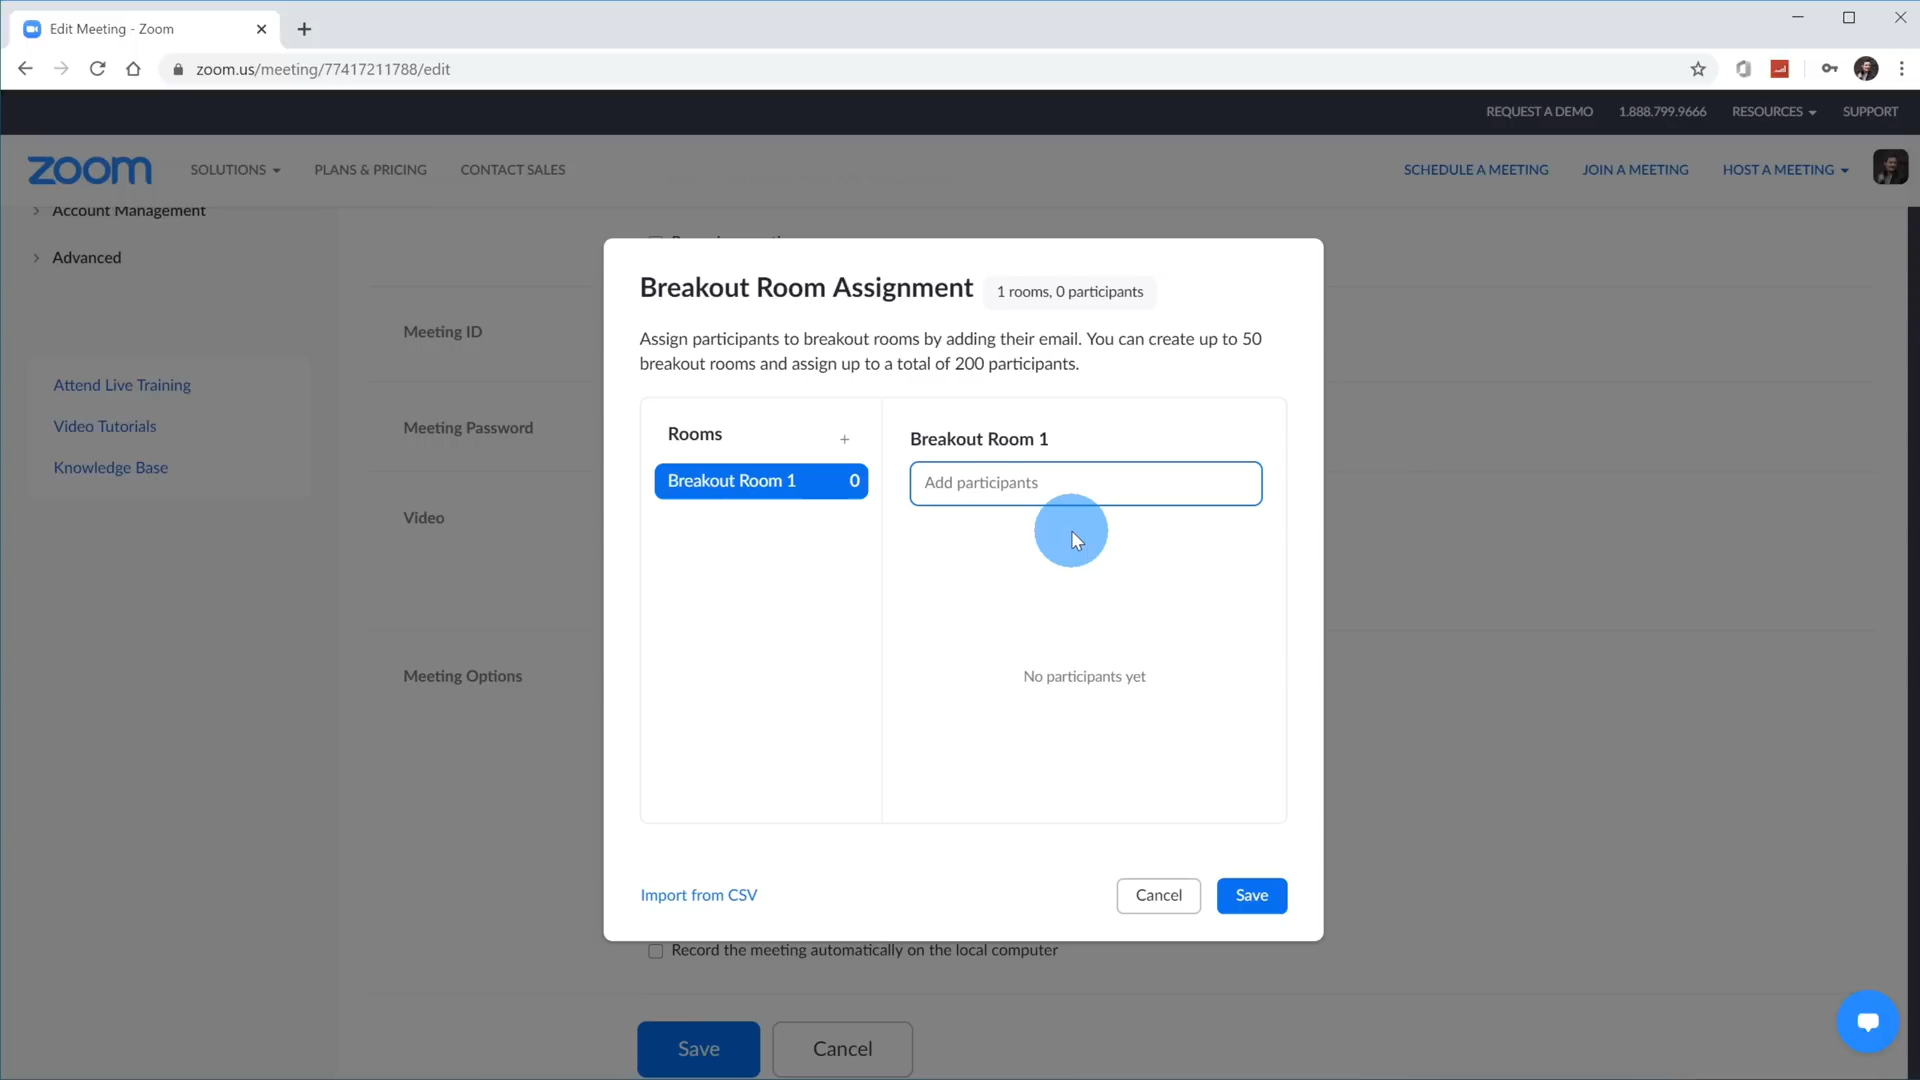 Edit Meeting - Zoom
zoom.us/meeting/77417211788/edit
REQUEST A DEMO 1.888.799.9666 RESOURCES SUPPORT
zoom SOLUTIONS PLANS & PRICING CONTACT SALES SCHEDULE A MEETING JOIN A MEETING HOST A MEETING
Account Management
Advanced
Attend Live Training
Video Tutorials
Knowledge Base
Meeting ID
Meeting Password
Video
Meeting Options
Breakout Room Assignment 1 rooms, 0 participants
Assign participants to breakout rooms by adding their email. You can create up to 50
breakout rooms and assign up to a total of 200 participants.
Rooms +
Breakout Room 1 0
Breakout Room 1
Add participants
No participants yet
Import from CSV Cancel Save
Record the meeting automatically on the local computer
Save Cancel